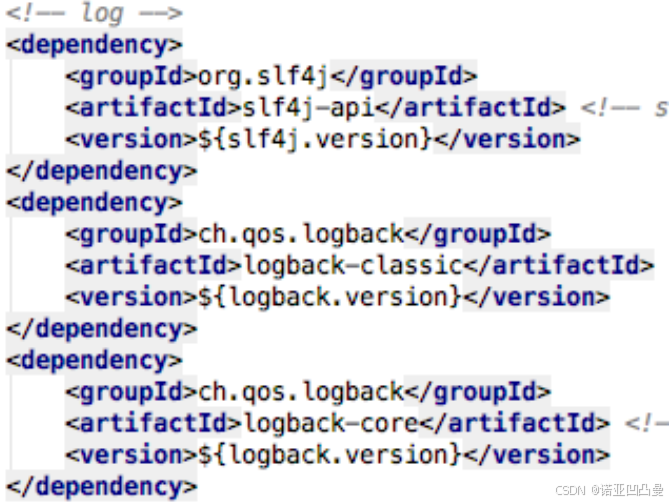 <!-- log -->
<dependency>
<groupId>org.slf4j</groupId>
<artifactId>slf4j-api</artifactId> <!-- s
<version>${slf4j.version}</version>
</dependency>
<dependency>
<groupId>ch.qos.logback</groupId>
<artifactId>logback-classic</artifactId>
<version>${logback.version}</version>
</dependency>
<dependency>
<groupId>ch.qos.logback</groupId>
<artifactId>logback-core</artifactId> <!-
<version>${logback.version}</version>
</dependency>
CSDN @诺亚凹凸曼